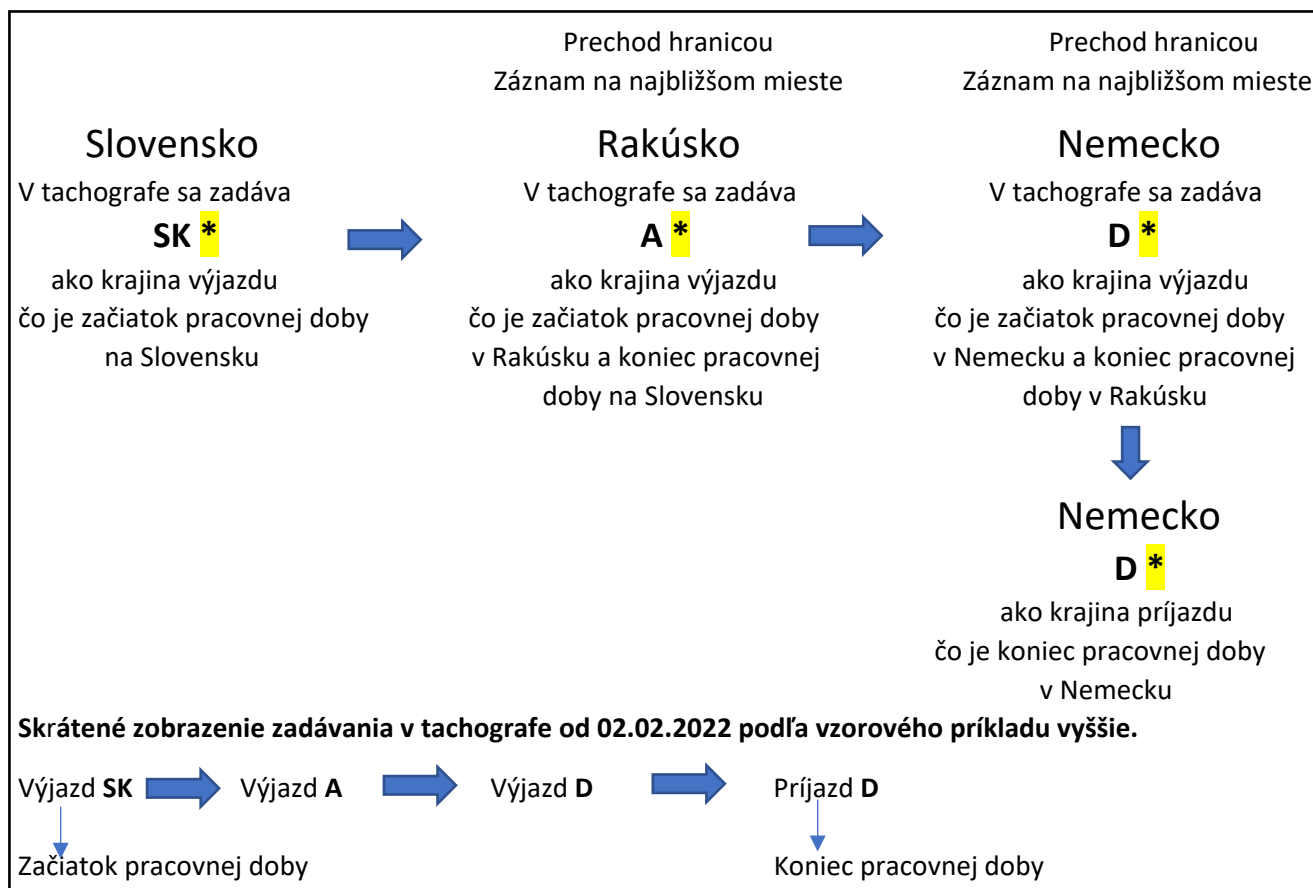 Prechod hranicou
Záznam na najbližšom mieste
Prechod hranicou
Záznam na najbližšom mieste
Slovensko
V tachografe sa zadáva
SK *
ako krajina výjazdu
čo je začiatok pracovnej doby
na Slovensku
Rakúsko
V tachografe sa zadáva
A *
ako krajina výjazdu
čo je začiatok pracovnej doby
v Rakúsku a koniec pracovnej
doby na Slovensku
Nemecko
V tachografe sa zadáva
D *
ako krajina výjazdu
čo je začiatok pracovnej doby
v Nemecku a koniec pracovnej
doby v Rakúsku
Nemecko
D *
ako krajina príjazdu
čo je koniec pracovnej doby
v Nemecku
Skrátené zobrazenie zadávania v tachografe od 02.02.2022 podľa vzorového príkladu vyššie.
Výjazd SK Výjazd A Výjazd D Príjazd D
Začiatok pracovnej doby Koniec pracovnej doby